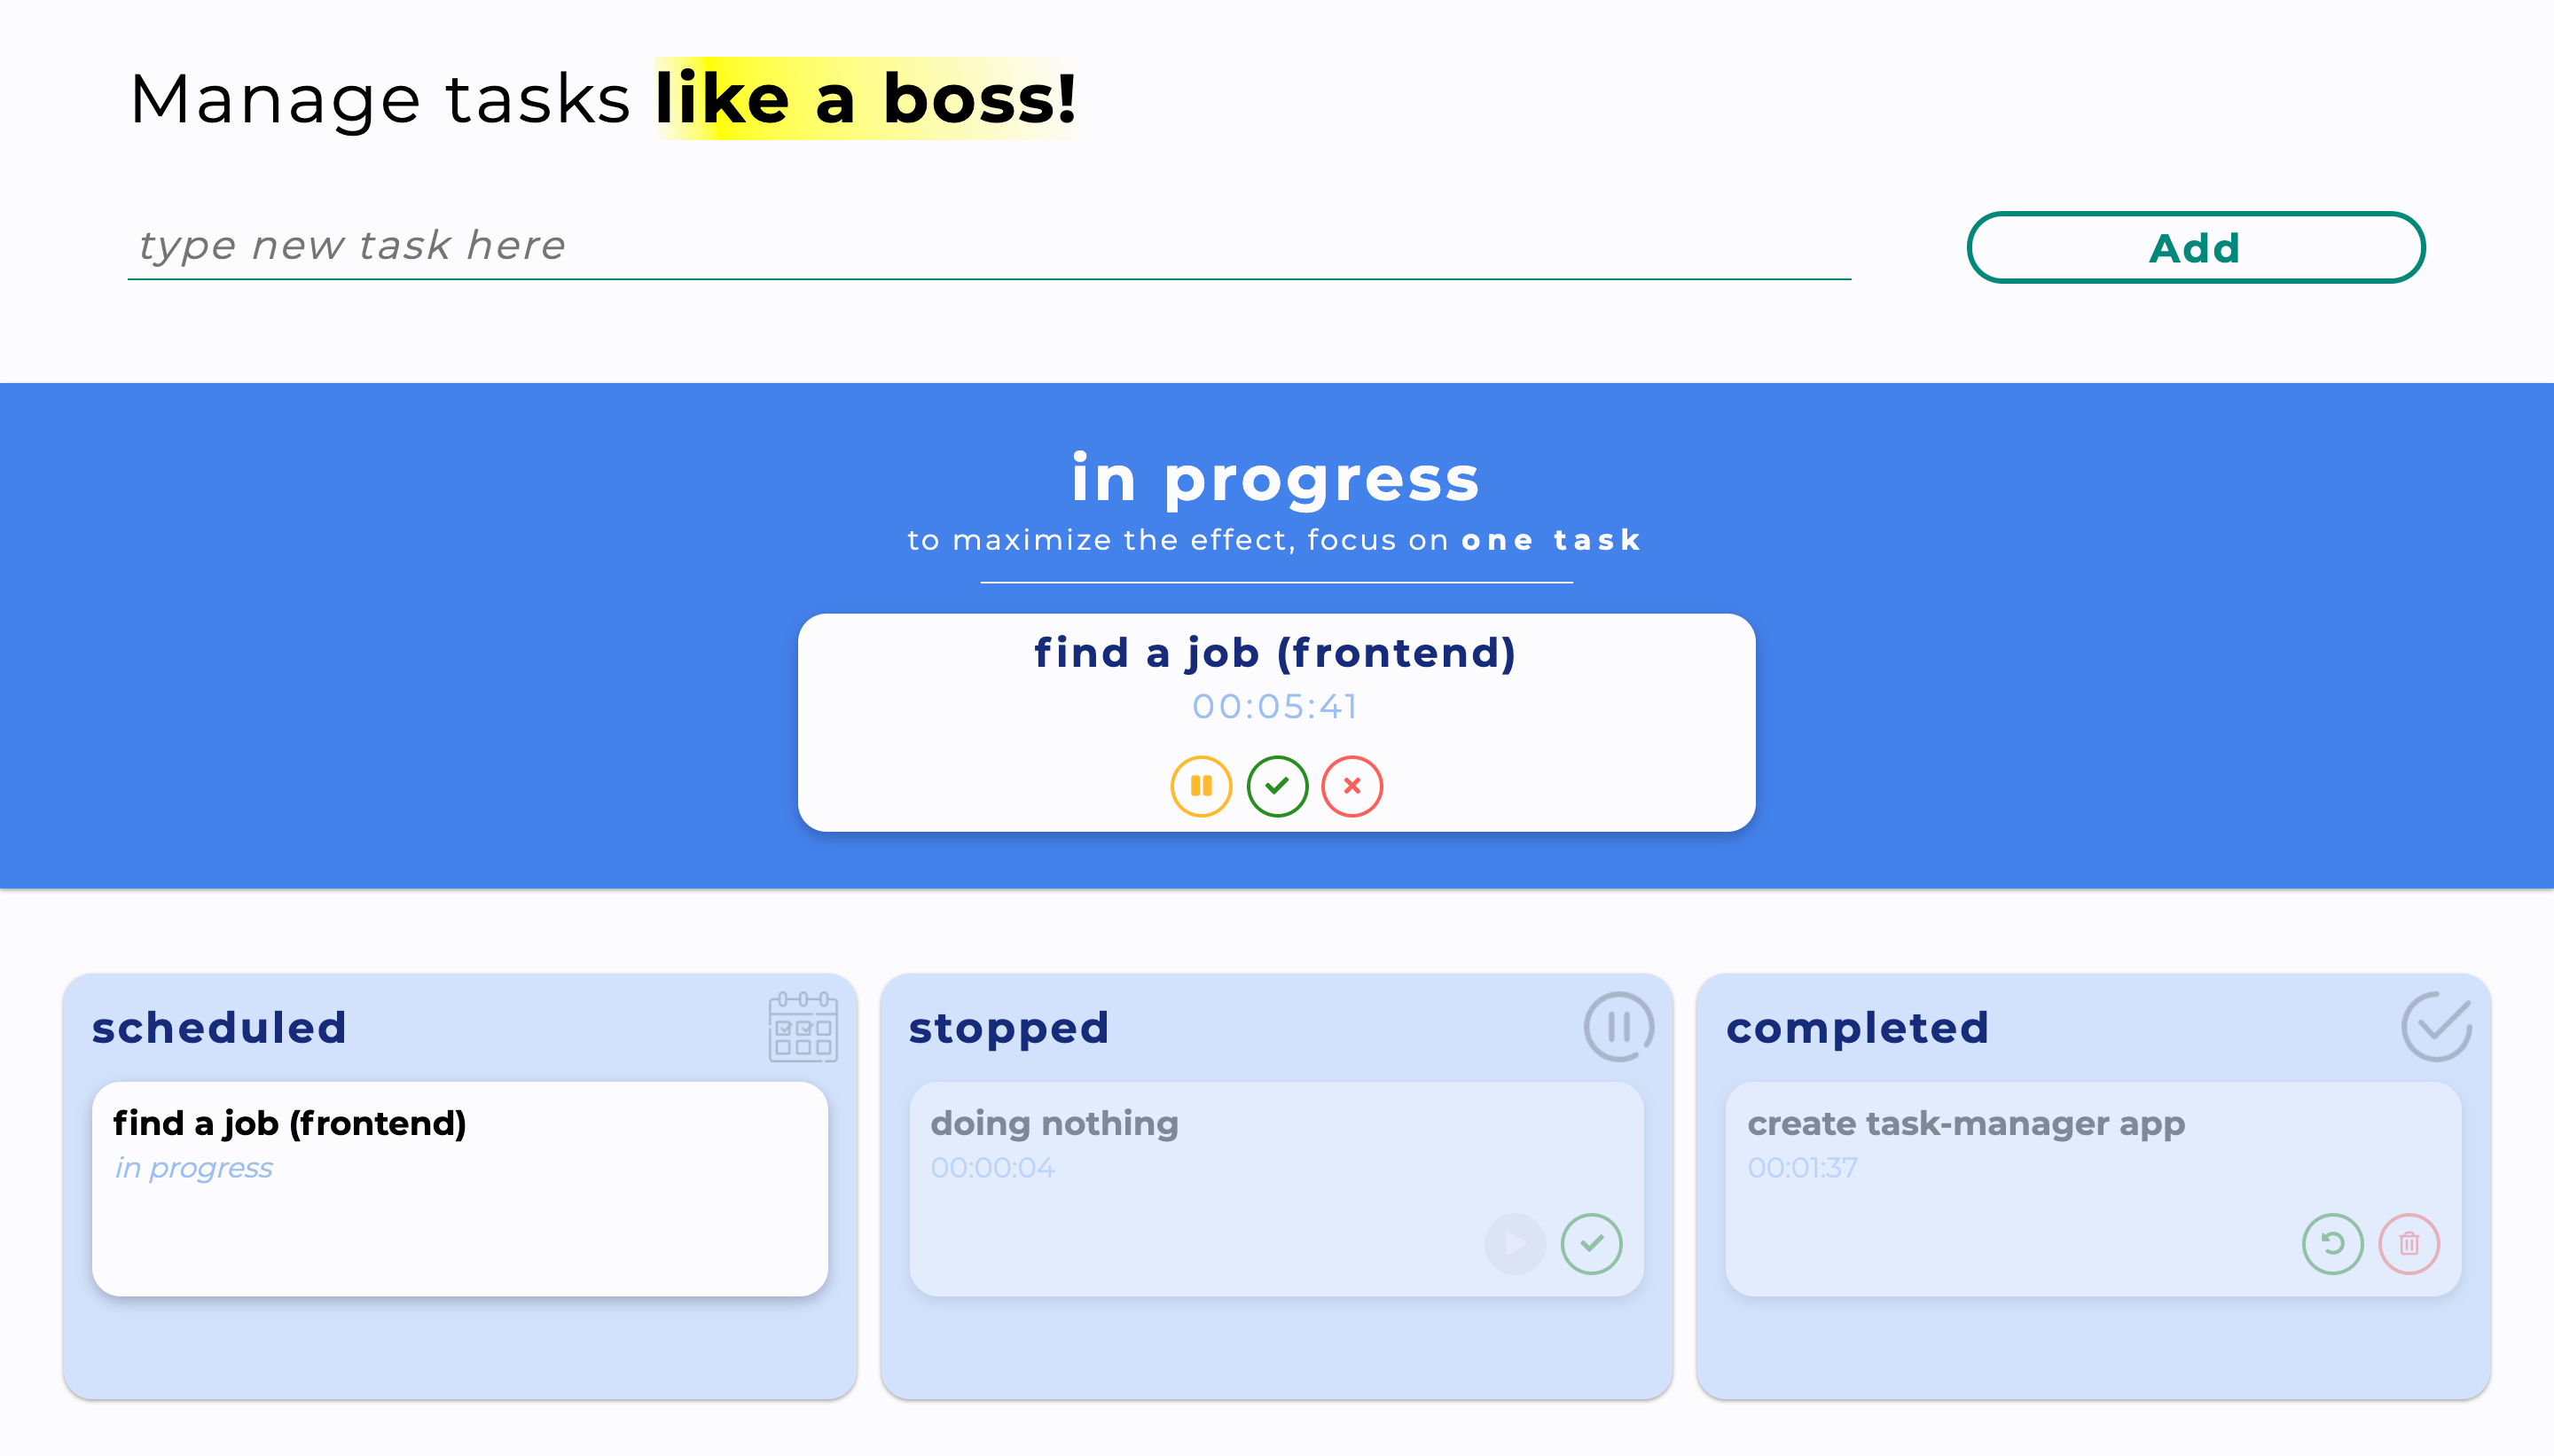 Manage tasks like a boss!
type new task here
Add
in progress
to maximize the effect, focus on one task
find a job (frontend)
00:05:41
scheduled
find a job (frontend)
in progress
stopped
doing nothing
00:00:04
completed
create task-manager app
00:01:37